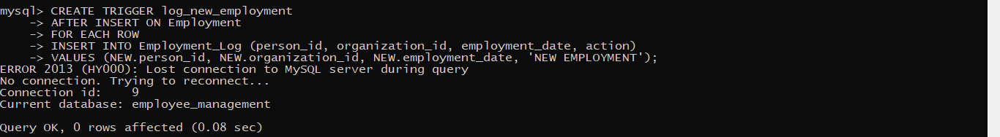 mysql> CREATE TRIGGER log_new_employment
    -> AFTER INSERT ON Employment
    -> FOR EACH ROW
    -> INSERT INTO Employment_Log (person_id, organization_id, employment_date, action)
    -> VALUES (NEW.person_id, NEW.organization_id, NEW.employment_date, 'NEW EMPLOYMENT');
ERROR 2013 (HY000): Lost connection to MySQL server during query
No connection. Trying to reconnect...
Connection id:    9
Current database: employee_management

Query OK, 0 rows affected (0.08 sec)